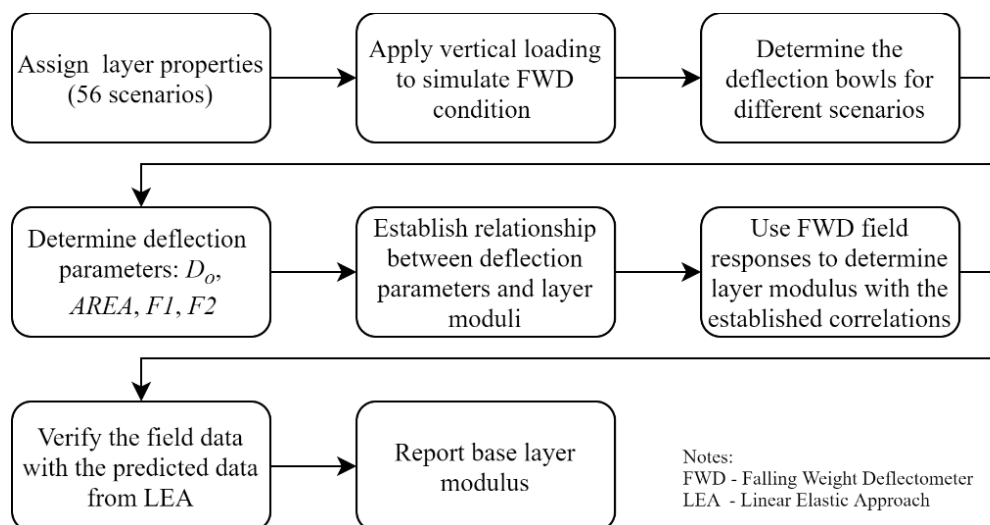 Assign layer properties
(56 scenarios)
Apply vertical loading
to simulate FWD
condition
Determine the
deflection bowls for
different scenarios
Determine deflection
parameters: Do,
AREA, F1, F2
Establish relationship
between deflection
parameters and layer
moduli
Use FWD field
responses to determine
layer modulus with the
established correlations
Verify the field data
with the predicted data
from LEA
Report base layer
modulus
Notes:
FWD - Falling Weight Deflectometer
LEA - Linear Elastic Approach